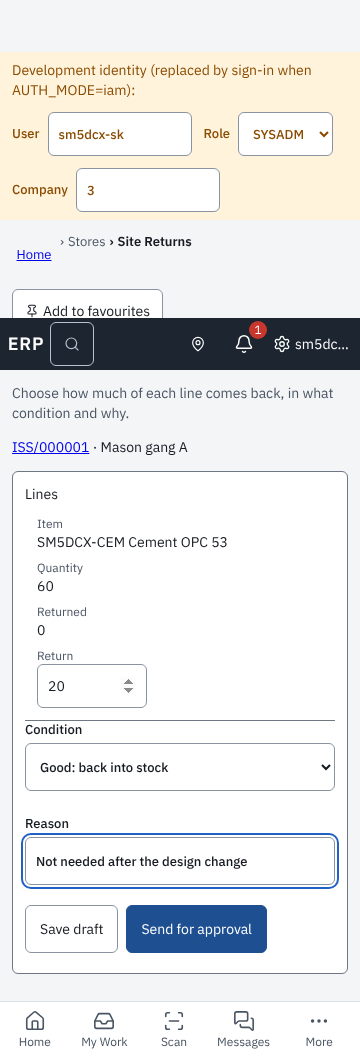 Development identity (replaced by sign-in when
AUTH_MODE=iam):
User sm5dcx-sk Role SYSADM
Company 3
› Stores › Site Returns
Home
Add to favourites
ERP 1 sm5dc...
Choose how much of each line comes back, in what
condition and why.
ISS/000001 · Mason gang A
Lines
Item
SM5DCX-CEM Cement OPC 53
Quantity
60
Returned
0
Return
20
Condition
Good: back into stock
Reason
Not needed after the design change
Save draft Send for approval
Home My Work Scan Messages More